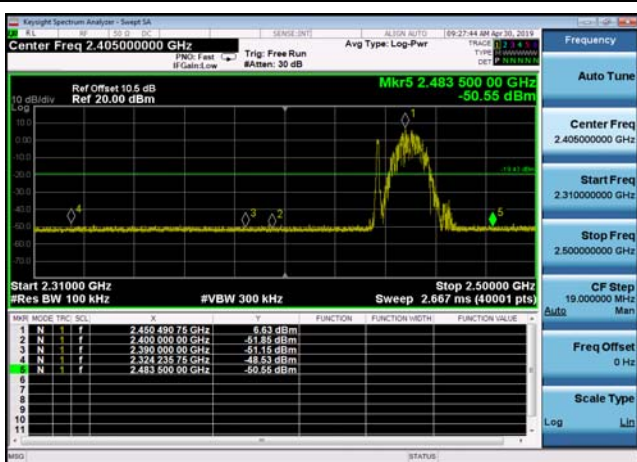 Keysight Spectrum Analyzer - Swept SA
RL RF 50 Ω DC SENSE:INT ALIGN AUTO 09:27:44 AM Apr 30, 2019
Center Freq 2.405000000 GHz
PNO: Fast
IFGain:Low
Trig: Free Run
#Atten: 30 dB
Avg Type: Log-Pwr
TRACE 1 2 3 4 5 6
TYPE
DET P N N N N N
Frequency
Auto Tune
Center Freq
2.405000000 GHz
Start Freq
2.310000000 GHz
Stop Freq
2.500000000 GHz
CF Step
19.000000 MHz
Auto Man
Freq Offset
0 Hz
Scale Type
Log Lin
Ref Offset 10.5 dB
Ref 20.00 dBm
10 dB/div
Log
Mkr5 2.483 500 00 GHz
-50.55 dBm
10.0
0.00
-10.0
-20.0
-30.0
-40.0
-50.0
-60.0
-70.0
1
2
3
4
5
Start 2.31000 GHz
Stop 2.50000 GHz
#Res BW 100 kHz
#VBW 300 kHz
Sweep 2.667 ms (40001 pts)
MKR MODE TRC SCL X Y FUNCTION FUNCTION WIDTH FUNCTION VALUE
1 N 1 f 2.450 490 75 GHz 6.63 dBm
2 N 1 f 2.400 000 00 GHz -51.85 dBm
3 N 1 f 2.390 000 00 GHz -51.15 dBm
4 N 1 f 2.324 235 75 GHz -48.53 dBm
5 N 1 f 2.483 500 00 GHz -50.55 dBm
6
7
8
9
10
11
MSG
STATUS